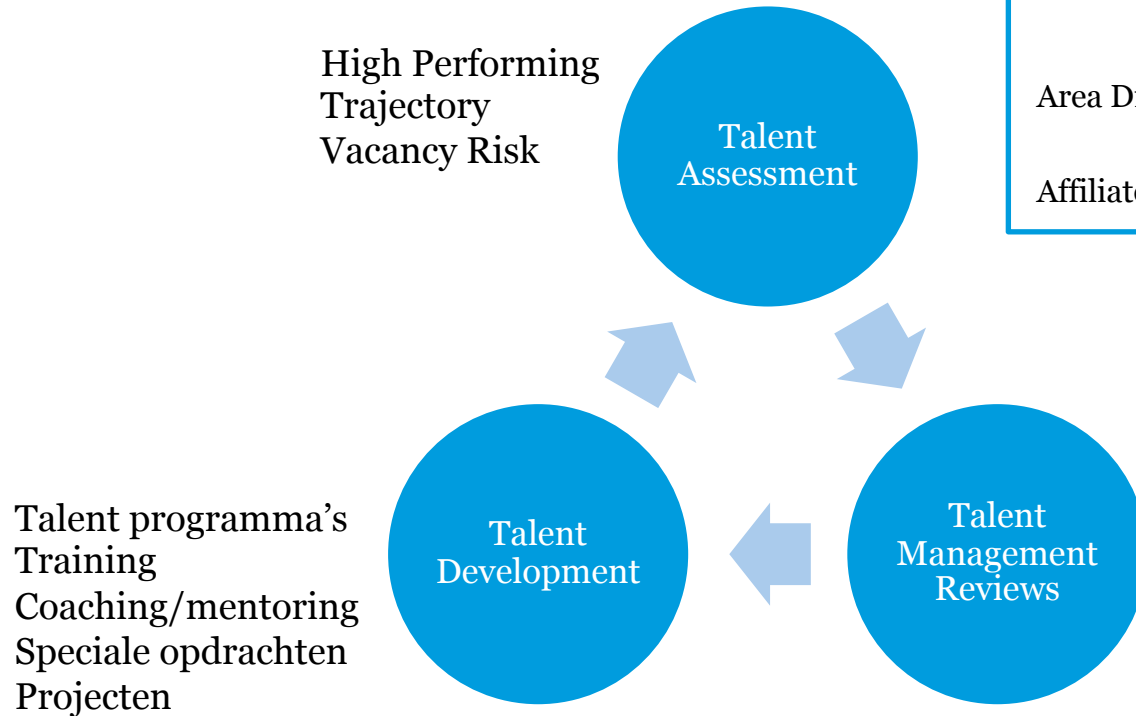 High Performing
Trajectory
Vacancy Risk
Talent
Assessment
Area
Talent programma's
Training
Coaching/mentoring
Speciale opdrachten
Projecten
Talent
Development
Talent
Management
Reviews